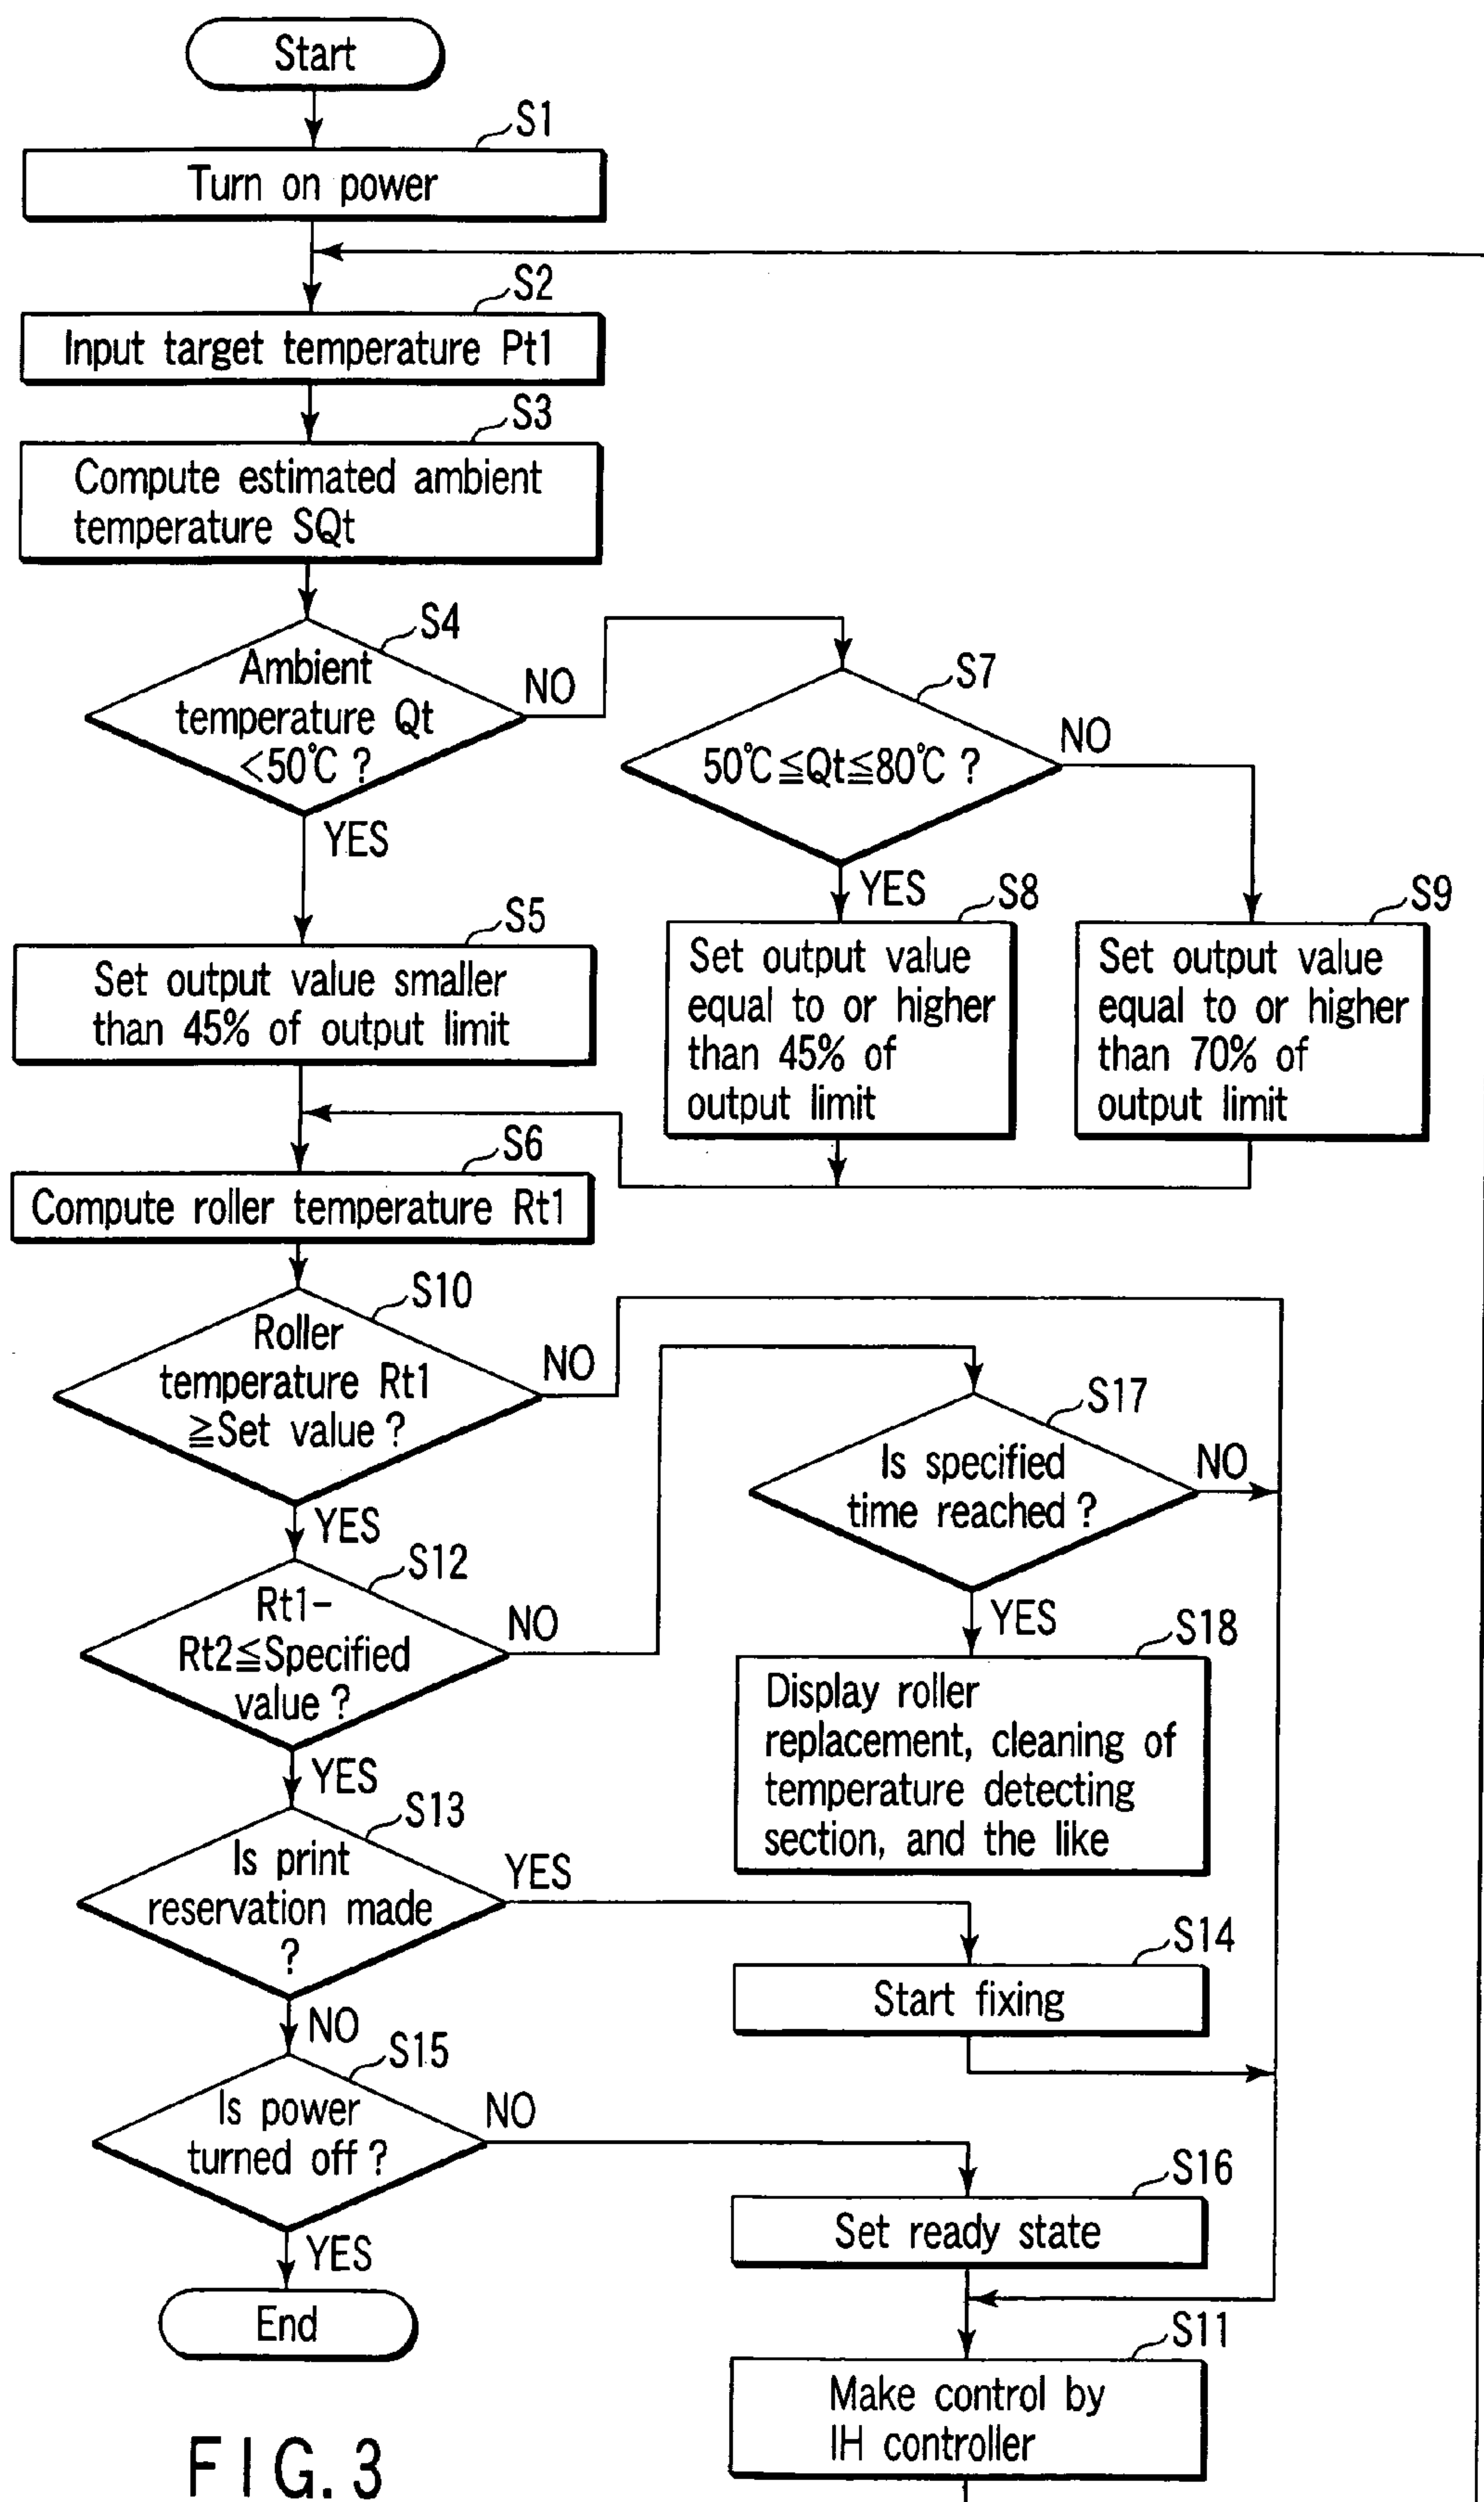 Start
S1
Turn on power
S2
Input target temperature Pt1
S3
Compute estimated ambient
temperature SQt
S4
Ambient
temperature Qt
<50℃ ?
NO
YES
S7
50℃≦Qt≦80℃ ?
NO
YES
S5
Set output value smaller
than 45% of output limit
S8
Set output value
equal to or higher
than 45% of
output limit
S9
Set output value
equal to or higher
than 70% of
output limit
S6
Compute roller temperature Rt1
S10
Roller
temperature Rt1
≧Set value ?
NO
YES
S17
Is specified
time reached ?
NO
YES
S12
Rt1-
Rt2≦Specified
value ?
NO
YES
S18
Display roller
replacement, cleaning of
temperature detecting
section, and the like
S13
Is print
reservation made
?
YES
NO
S14
Start fixing
S15
Is power
turned off ?
NO
YES
S16
Set ready state
End
S11
Make control by
IH controller
FIG. 3